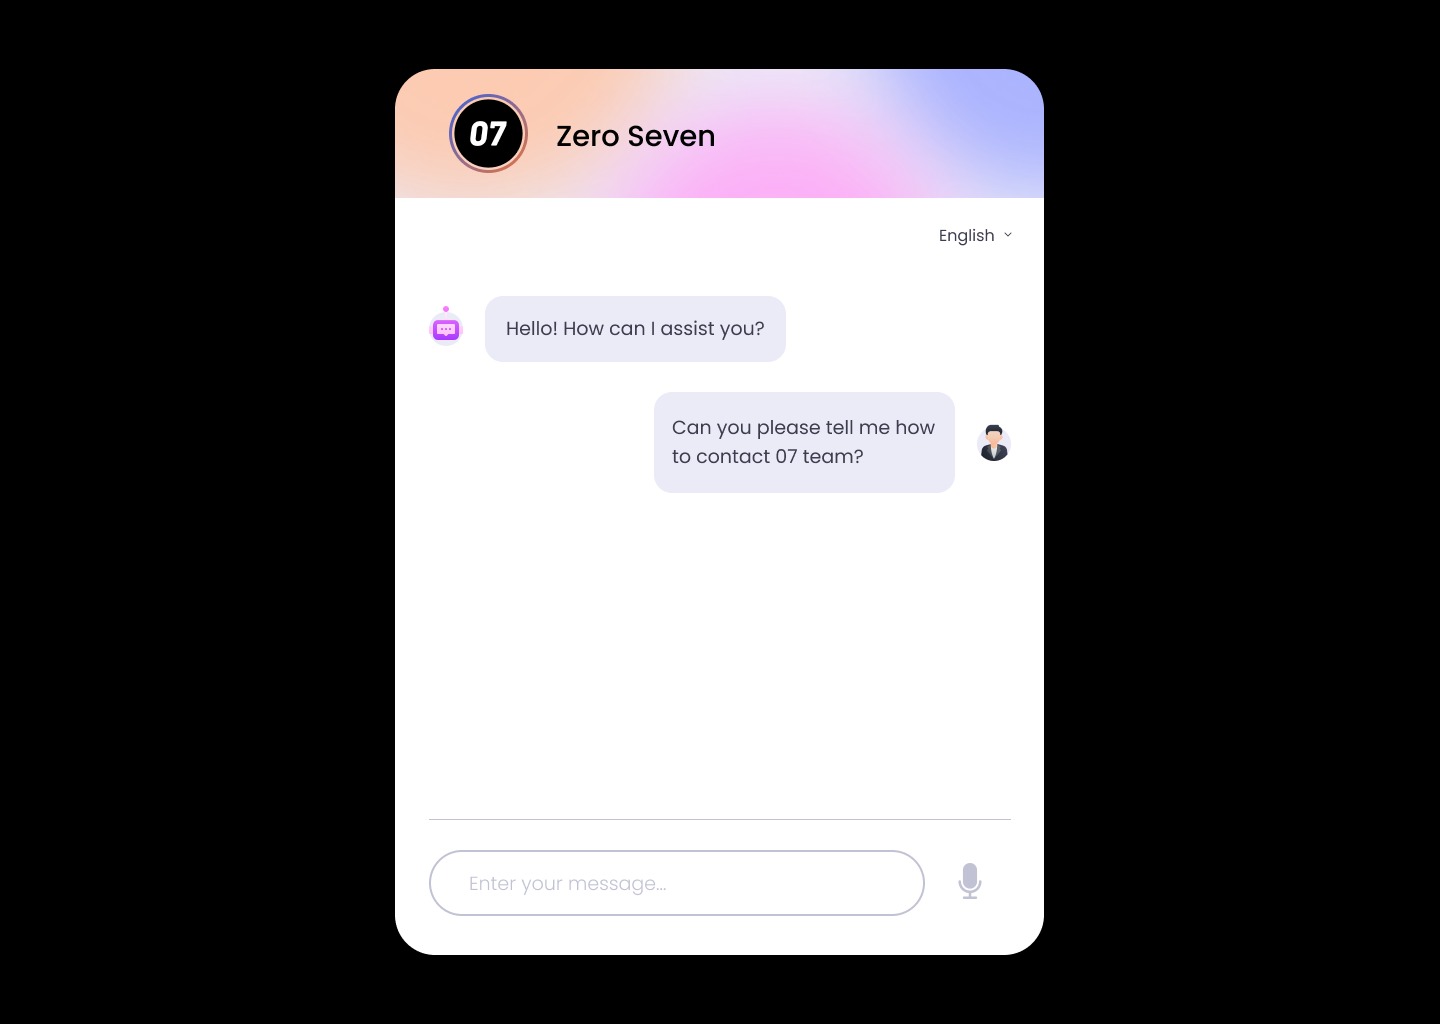 07
Zero Seven
English
Hello! How can I assist you?
Can you please tell me how
to contact 07 team?
Enter your message...